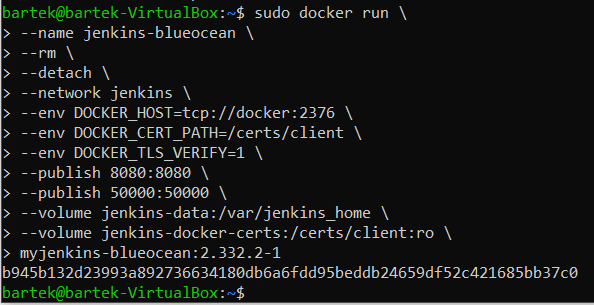 bartek@bartek-VirtualBox:~$ sudo docker run \
> --name jenkins-blueocean \
> --rm \
> --detach \
> --network jenkins \
> --env DOCKER_HOST=tcp://docker:2376 \
> --env DOCKER_CERT_PATH=/certs/client \
> --env DOCKER_TLS_VERIFY=1 \
> --publish 8080:8080 \
> --publish 50000:50000 \
> --volume jenkins-data:/var/jenkins_home \
> --volume jenkins-docker-certs:/certs/client:ro \
> myjenkins-blueocean:2.332.2-1
b945b132d23993a892736634180db6a6fdd95beddb24659df52c421685bb37c0
bartek@bartek-VirtualBox:~$